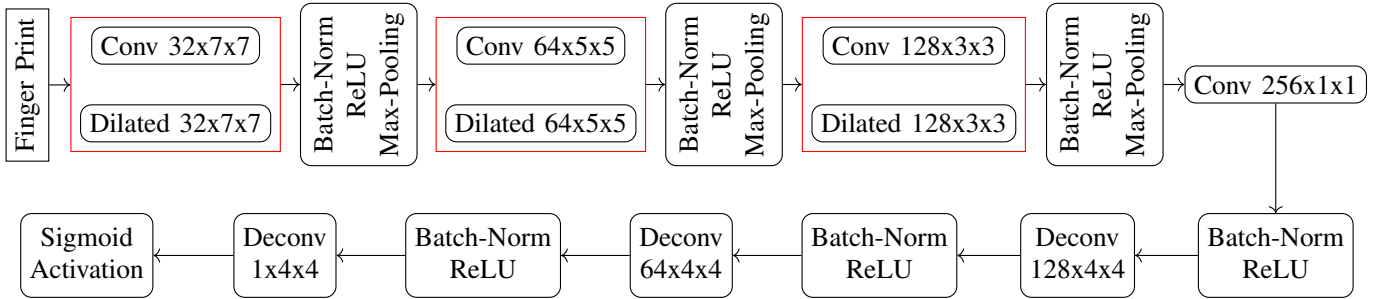 Finger Print
Conv 32x7x7
Dilated 32x7x7
Batch-Norm
ReLU
Max-Pooling
Conv 64x5x5
Dilated 64x5x5
Batch-Norm
ReLU
Max-Pooling
Conv 128x3x3
Dilated 128x3x3
Batch-Norm
ReLU
Max-Pooling
Conv 256x1x1
Batch-Norm
ReLU
Deconv
128x4x4
Batch-Norm
ReLU
Deconv
64x4x4
Batch-Norm
ReLU
Deconv
1x4x4
Sigmoid
Activation